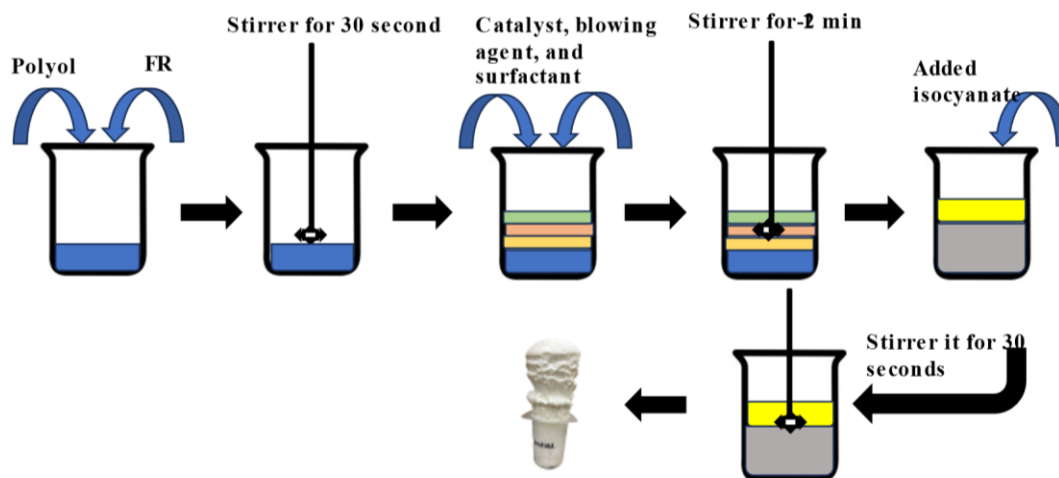 Stirrer for 30 second
Polyol
FR
Catalyst, blowing
agent, and
surfactant
Stirrer for min
Added
isocyanate
Stirrer it for 30
seconds